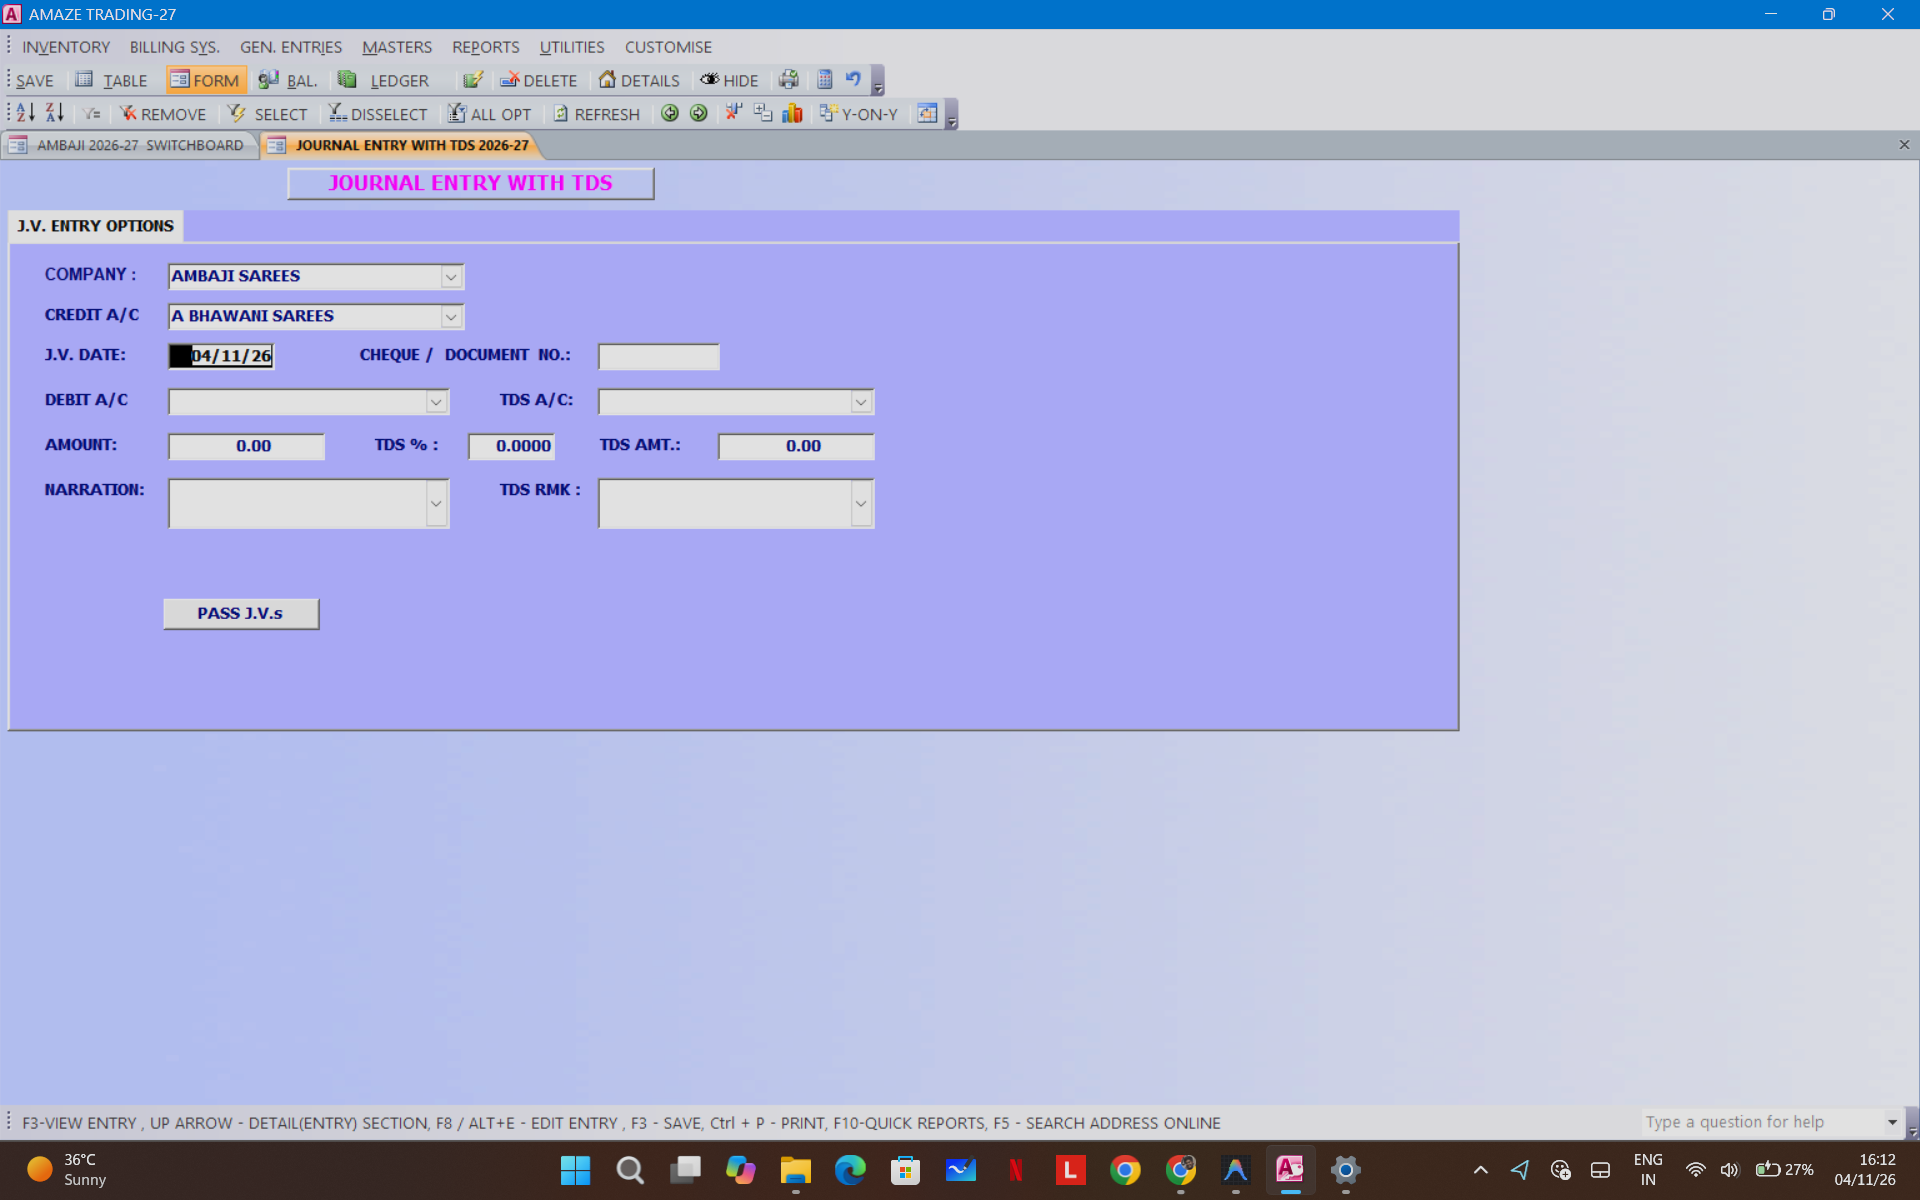 AMAZE TRADING-27
INVENTORY BILLING SYS. GEN. ENTRIES MASTERS REPORTS UTILITIES CUSTOMISE
SAVE TABLE FORM BAL. LEDGER DELETE DETAILS HIDE
REMOVE SELECT DISSELECT ALL OPT REFRESH Y-ON-Y
AMBAJI 2026-27 SWITCHBOARD JOURNAL ENTRY WITH TDS 2026-27
JOURNAL ENTRY WITH TDS
J.V. ENTRY OPTIONS
COMPANY : AMBAJI SAREES
CREDIT A/C A BHAWANI SAREES
J.V. DATE: 04/11/26 CHEQUE / DOCUMENT NO.:
DEBIT A/C TDS A/C:
AMOUNT: 0.00 TDS % : 0.0000 TDS AMT.: 0.00
NARRATION: TDS RMK :
PASS J.V.s
F3-VIEW ENTRY , UP ARROW - DETAIL(ENTRY) SECTION, F8 / ALT+E - EDIT ENTRY , F3 - SAVE, Ctrl + P - PRINT, F10-QUICK REPORTS, F5 - SEARCH ADDRESS ONLINE
Type a question for help
36°C
Sunny
ENG
IN
27%
16:12
04/11/26